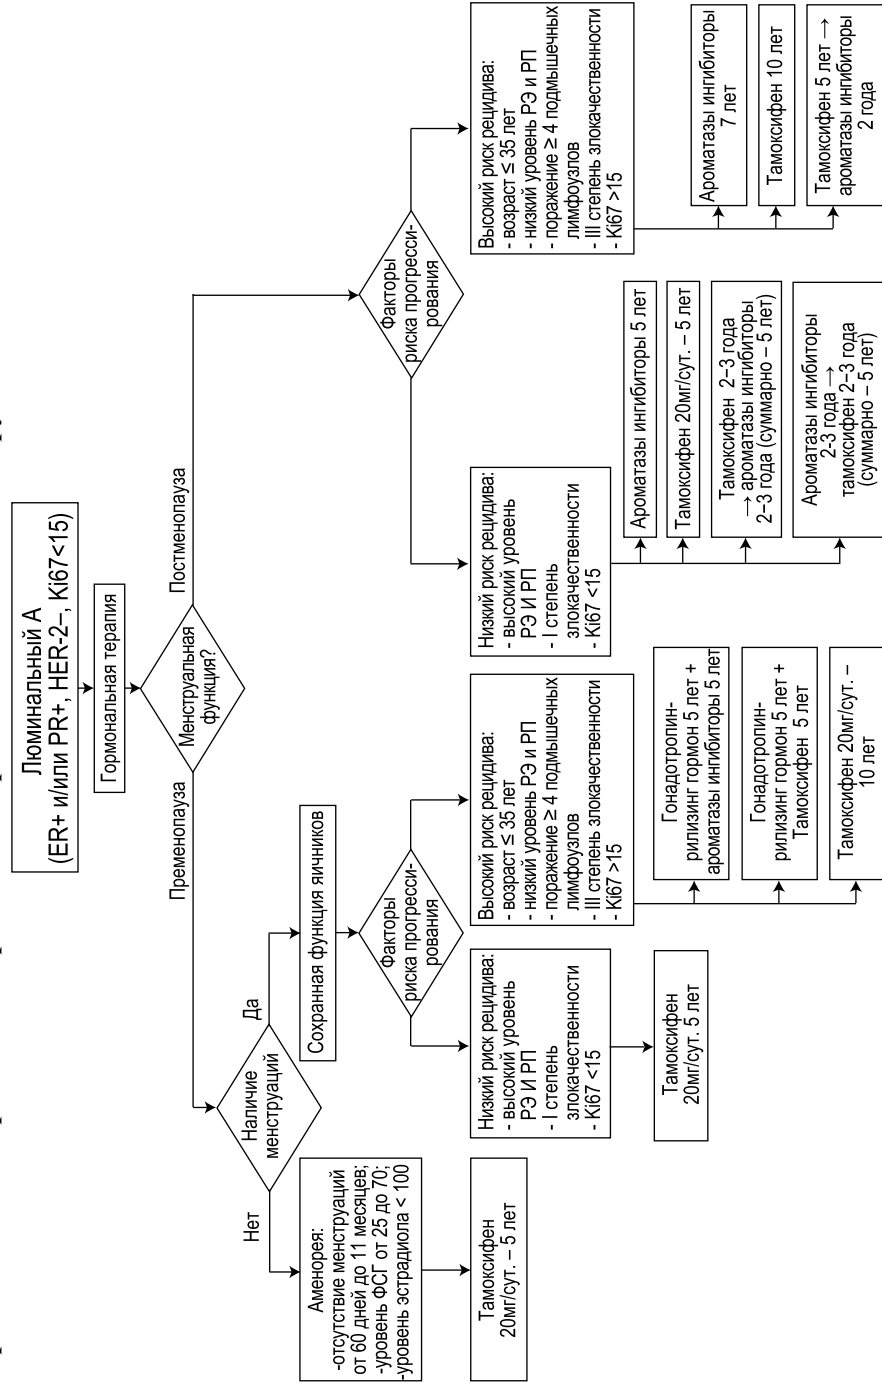 Люминальный А
(ER+ и/или PR+, HER-2–, Ki67<15)
Гормональная терапия
Менструальная
функция?
Пременопауза
Постменопауза
Наличие
менструаций
Нет
Да
Аменорея:
-отсутствие менструаций
от 60 дней до 11 месяцев;
-уровень ФСГ от 25 до 70;
-уровень эстрадиола < 100
Тамоксифен
20мг/сут. – 5 лет
Сохранная функция яичников
Факторы
риска прогресси-
рования
Низкий риск рецидива:
- высокий уровень
РЭ И РП
- I степень
злокачественности
- Ki67 <15
Тамоксифен
20мг/сут. 5 лет
Высокий риск рецидива:
- возраст ≤ 35 лет
- низкий уровень РЭ и РП
- поражение ≥ 4 подмышечных
лимфоузлов
- III степень злокачественности
- Ki67 >15
Гонадотропин-
рилизинг гормон 5 лет +
ароматазы ингибиторы 5 лет
Гонадотропин-
рилизинг гормон 5 лет +
Тамоксифен 5 лет
Тамоксифен 20мг/сут. –
10 лет
Факторы
риска прогресси-
рования
Низкий риск рецидива:
- высокий уровень
РЭ И РП
- I степень
злокачественности
- Ki67 <15
Ароматазы ингибиторы 5 лет
Тамоксифен 20мг/сут. – 5 лет
Тамоксифен 2–3 года
→ ароматазы ингибиторы
2–3 года (суммарно – 5 лет)
Ароматазы ингибиторы
2-3 года →
тамоксифен 2–3 года
(суммарно – 5 лет)
Высокий риск рецидива:
- возраст ≤ 35 лет
- низкий уровень РЭ и РП
- поражение ≥ 4 подмышечных
лимфоузлов
- III степень злокачественности
- Ki67 >15
Ароматазы ингибиторы
7 лет
Тамоксифен 10 лет
Тамоксифен 5 лет →
ароматазы ингибиторы
2 года